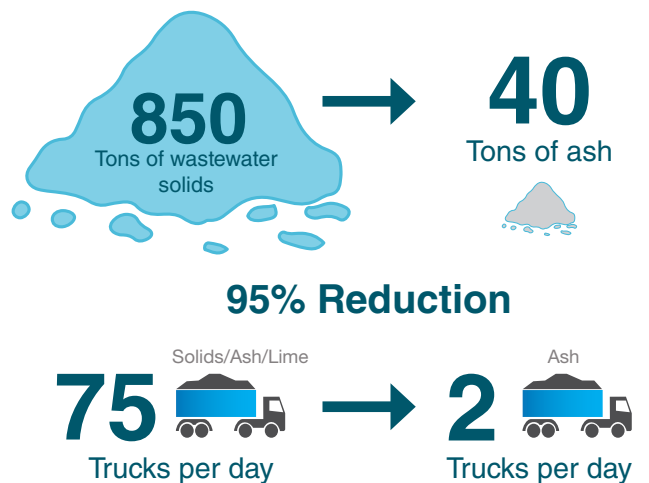 850
Tons of wastewater
solids
40
Tons of ash
95% Reduction
Solids/Ash/Lime
75
Trucks per day
Ash
2
Trucks per day